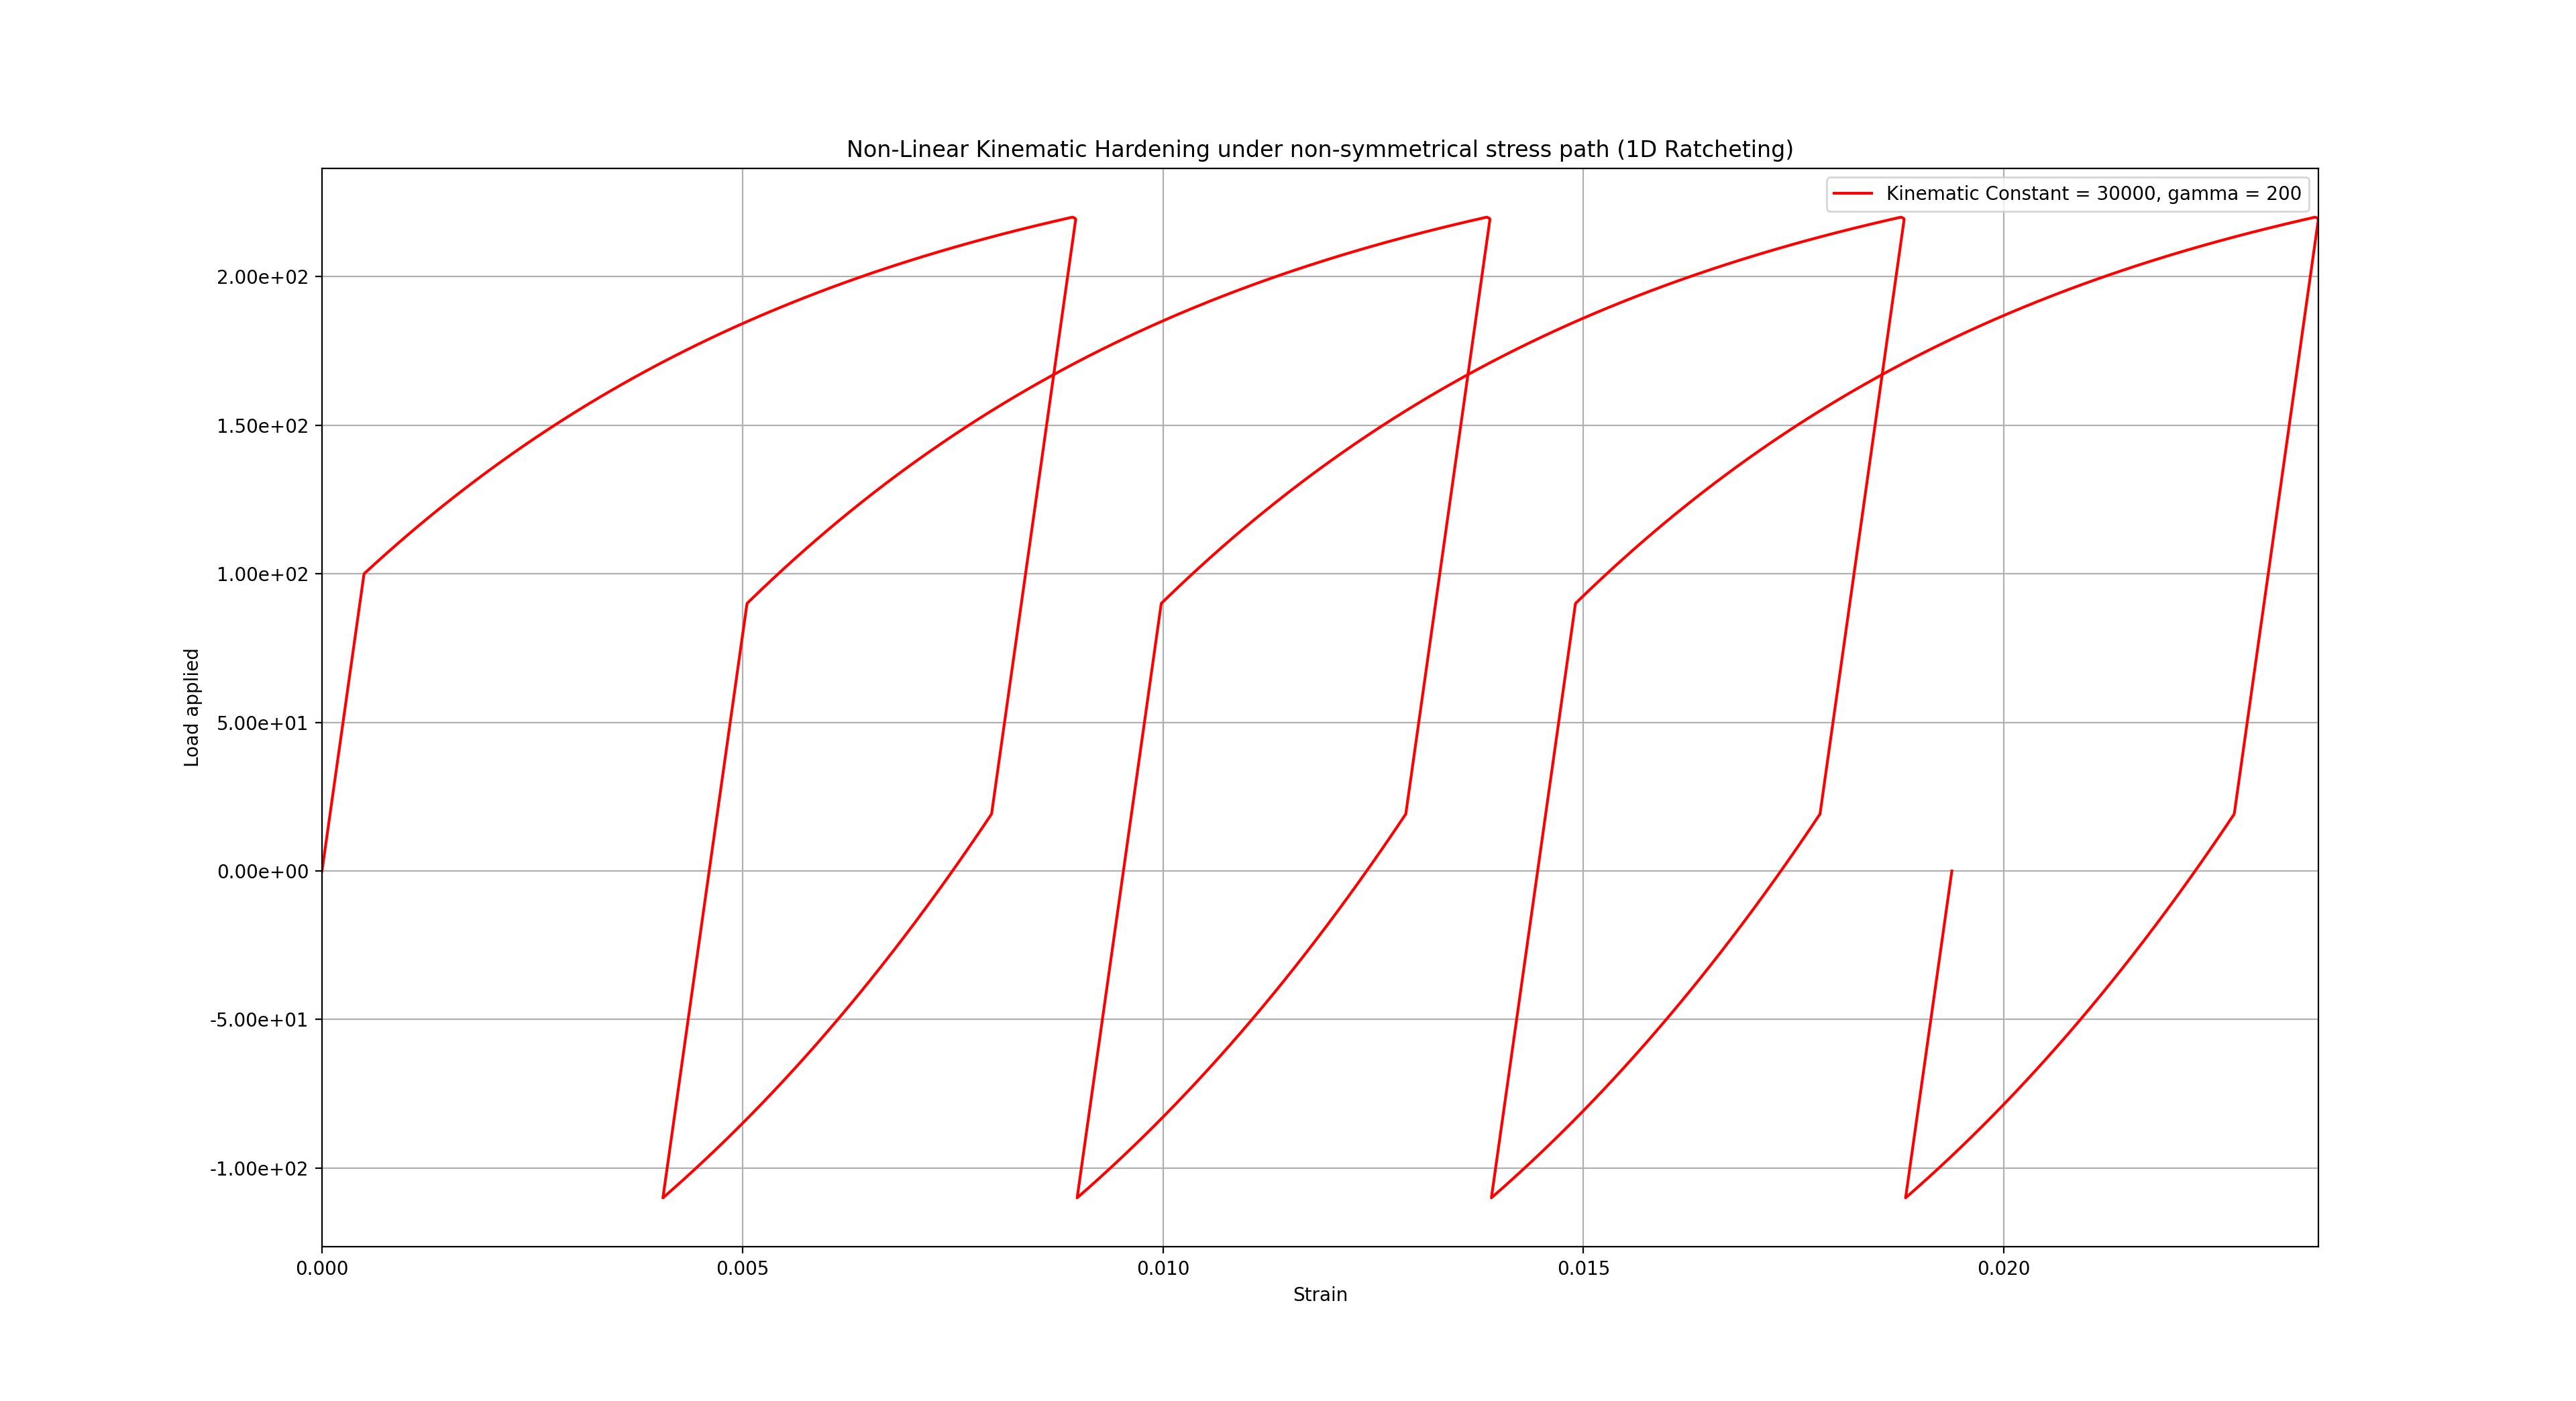 Non-Linear Kinematic Hardening under non-symmetrical stress path (1D Ratcheting)
Kinematic Constant = 30000, gamma = 200
2.00e+02
1.50e+02
1.00e+02
5.00e+01
0.00e+00
-5.00e+01
-1.00e+02
Load applied
0.000
0.005
0.010
0.015
0.020
Strain